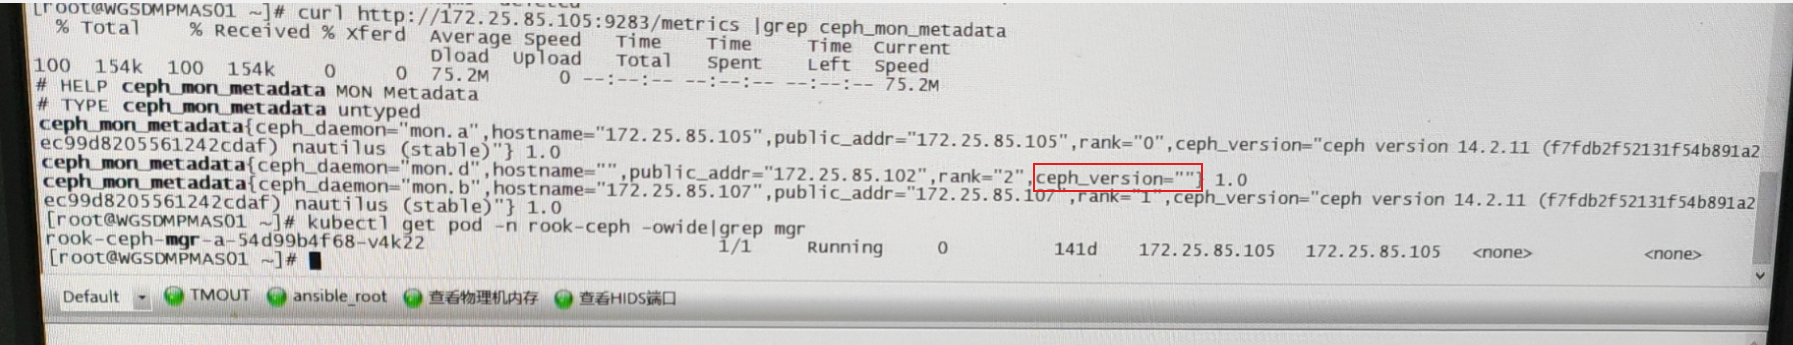 [root@WGSDMPMAS01 ~]# curl http://172.25.85.105:9283/metrics |grep ceph_mon_metadata
% Total % Received % Xferd Average Speed Time Time Time Current
Dload Upload Total Spent Left Speed
100 154k 100 154k 0 0 75.2M 0 --:--:-- --:--:-- --:--:-- 75.2M
# HELP ceph_mon_metadata MON Metadata
# TYPE ceph_mon_metadata untyped
ceph_mon_metadata{ceph_daemon="mon.a",hostname="172.25.85.105",public_addr="172.25.85.105",rank="0",ceph_version="ceph version 14.2.11 (f7fdb2f52131f54b891a2
ec99d8205561242cdaf) nautilus (stable)"} 1.0
ceph_mon_metadata{ceph_daemon="mon.d",hostname="",public_addr="172.25.85.102",rank="2",ceph_version=""} 1.0
ceph_mon_metadata{ceph_daemon="mon.b",hostname="172.25.85.107",public_addr="172.25.85.107",rank="1",ceph_version="ceph version 14.2.11 (f7fdb2f52131f54b891a2
ec99d8205561242cdaf) nautilus (stable)"} 1.0
[root@WGSDMPMAS01 ~]# kubectl get pod -n rook-ceph -owide|grep mgr
rook-ceph-mgr-a-54d99b4f68-v4k22 1/1 Running 0 141d 172.25.85.105 172.25.85.105 <none> <none>
[root@WGSDMPMAS01 ~]#
Default TMOUT ansible_root 查看物理机内存 查看HIDS端口